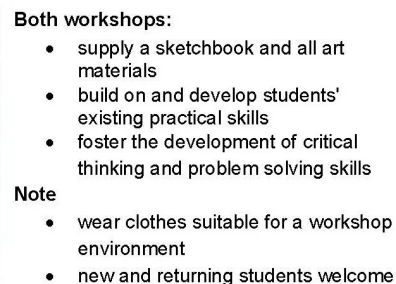 Both workshops:
• supply a sketchbook and all art
materials
• build on and develop students'
existing practical skills
• foster the development of critical
thinking and problem solving skills
Note
• wear clothes suitable for a workshop
environment
• new and returning students welcome